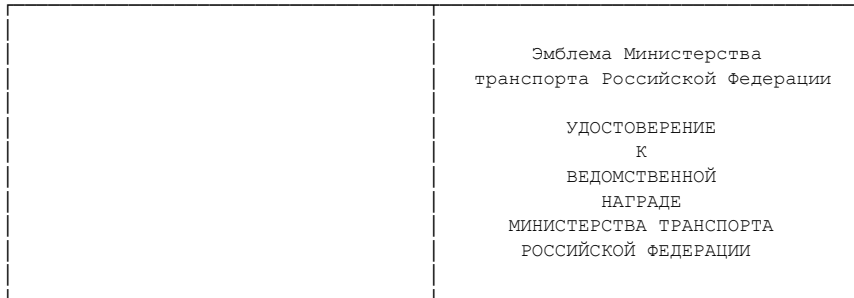 Эмблема Министерства
транспорта Российской Федерации
УДОСТОВЕРЕНИЕ
К
ВЕДОМСТВЕННОЙ
НАГРАДЕ
МИНИСТЕРСТВА ТРАНСПОРТА
РОССИЙСКОЙ ФЕДЕРАЦИИ